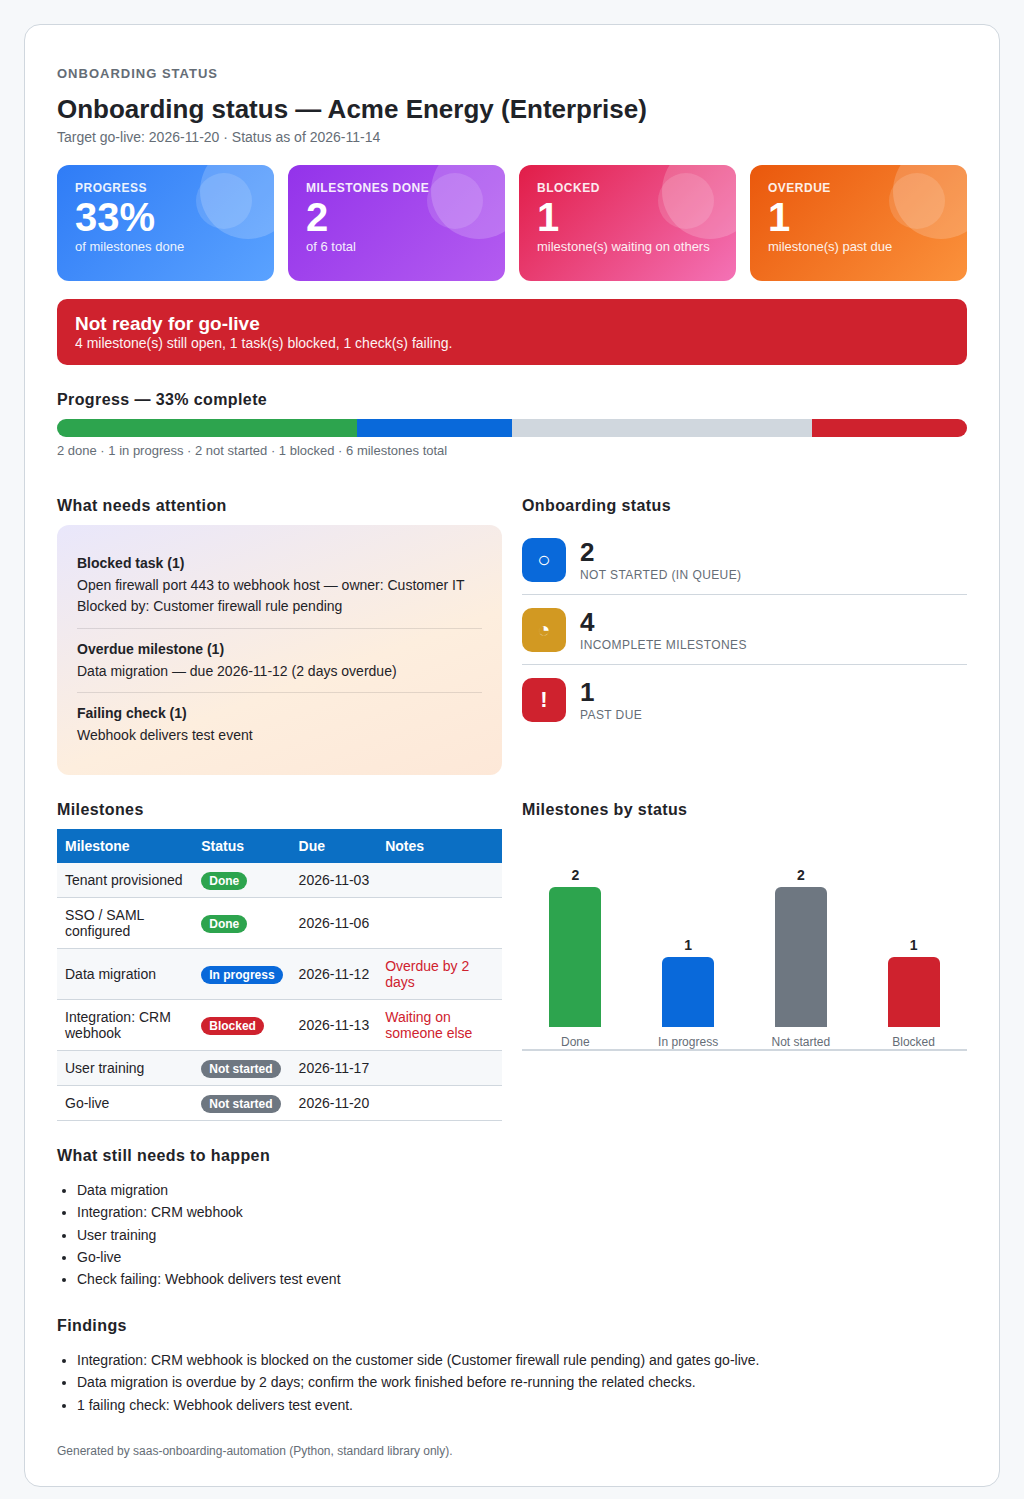 ONBOARDING STATUS
Onboarding status — Acme Energy (Enterprise)
Target go-live: 2026-11-20 · Status as of 2026-11-14
PROGRESS
33%
of milestones done
MILESTONES DONE
2
of 6 total
BLOCKED
1
milestone(s) waiting on others
OVERDUE
1
milestone(s) past due
Not ready for go-live
4 milestone(s) still open, 1 task(s) blocked, 1 check(s) failing.
Progress — 33% complete
2 done · 1 in progress · 2 not started · 1 blocked · 6 milestones total
What needs attention
Blocked task (1)
Open firewall port 443 to webhook host — owner: Customer IT
Blocked by: Customer firewall rule pending
Overdue milestone (1)
Data migration — due 2026-11-12 (2 days overdue)
Failing check (1)
Webhook delivers test event
Onboarding status
2
NOT STARTED (IN QUEUE)
4
INCOMPLETE MILESTONES
!
1
PAST DUE
Milestones
Milestone Status Due Notes
Tenant provisioned Done 2026-11-03
SSO / SAML
configured Done 2026-11-06
Data migration In progress 2026-11-12 Overdue by 2
days
Integration: CRM
webhook Blocked 2026-11-13 Waiting on
someone else
User training Not started 2026-11-17
Go-live Not started 2026-11-20
Milestones by status
2 1 2 1
Done In progress Not started Blocked
What still needs to happen
• Data migration
• Integration: CRM webhook
• User training
• Go-live
• Check failing: Webhook delivers test event
Findings
• Integration: CRM webhook is blocked on the customer side (Customer firewall rule pending) and gates go-live.
• Data migration is overdue by 2 days; confirm the work finished before re-running the related checks.
• 1 failing check: Webhook delivers test event.
Generated by saas-onboarding-automation (Python, standard library only).